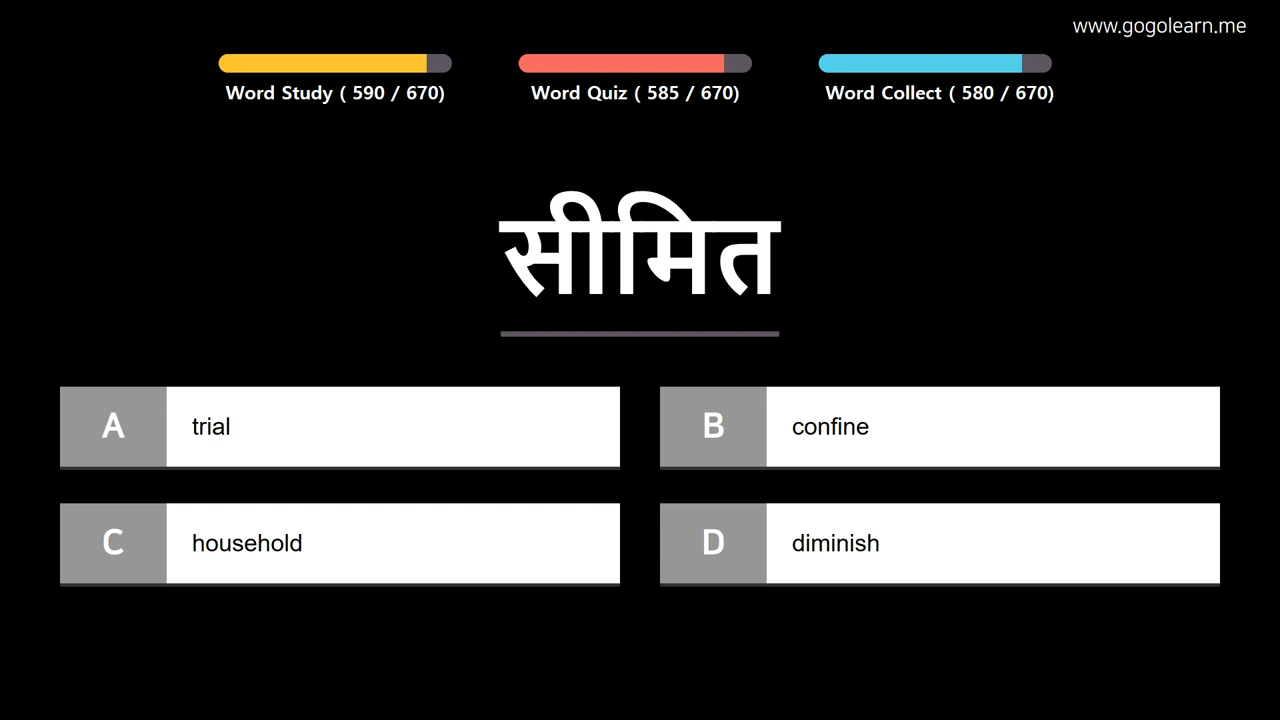 www.gogolearn.me
Word Study ( 590 / 670)
Word Quiz ( 585 / 670)
Word Collect ( 580 / 670)
सीमित
A trial
B confine
C household
D diminish